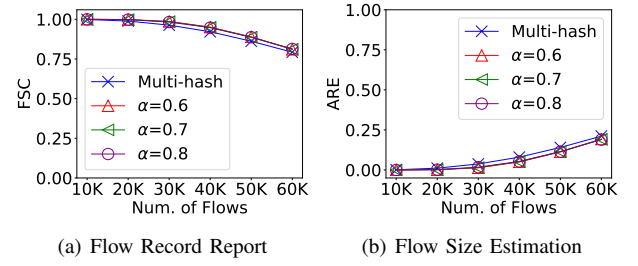 1.00
0.75
0.50
0.25
0.00
FSC
Multi-hash
α=0.6
α=0.7
α=0.8
10K 20K 30K 40K 50K 60K
Num. of Flows
(a) Flow Record Report
1.00
0.75
0.50
0.25
0.00
ARE
Multi-hash
α=0.6
α=0.7
α=0.8
10K 20K 30K 40K 50K 60K
Num. of Flows
(b) Flow Size Estimation